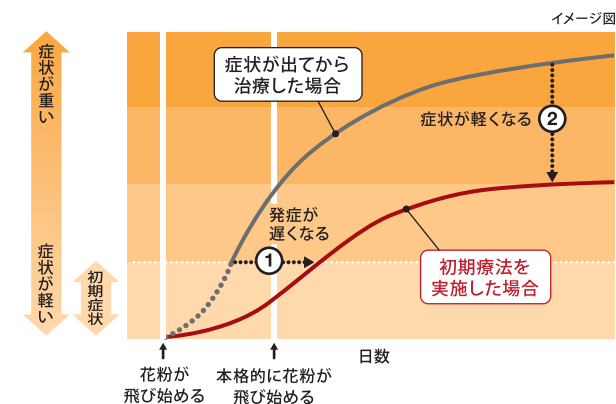 イメージ図
症状が重い
症状が軽い
初期症状
症状が出てから
治療した場合
症状が軽くなる
2
発症が
遅くなる
1
初期療法を
実施した場合
日数
花粉が
飛び始める
本格的に花粉が
飛び始める